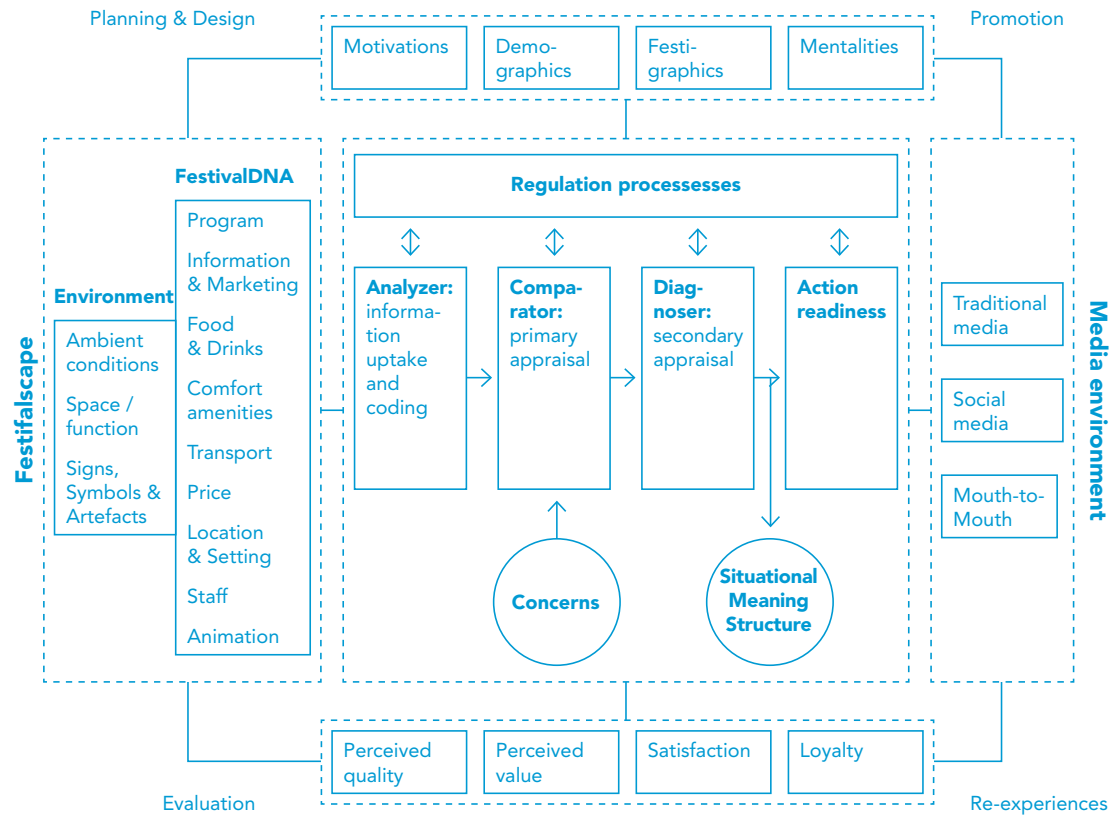 Planning & Design
Promotion
Motivations
Demo-
graphics
Festi-
graphics
Mentalities
Festifalscape
Environment
Ambient
conditions
Space /
function
Signs,
Symbols &
Artefacts
FestivalDNA
Program
Information
& Marketing
Food
& Drinks
Comfort
amenities
Transport
Price
Location
& Setting
Staff
Animation
Regulation processesses
Analyzer:
informa-
tion
uptake
and
coding
Compa-
rator:
primary
appraisal
Diag-
noser:
secondary
appraisal
Action
readiness
Concerns
Situational
Meaning
Structure
Traditional
media
Social
media
Mouth-to-
Mouth
Media environment
Perceived
quality
Perceived
value
Satisfaction
Loyalty
Evaluation
Re-experiences